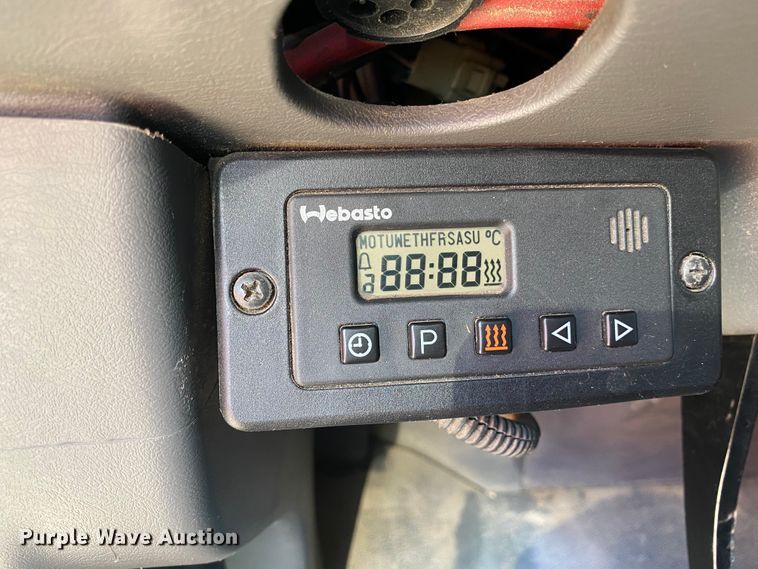 Webasto
MOTUWETHFRSASU °C
88:88
P
Purple Wave Auction